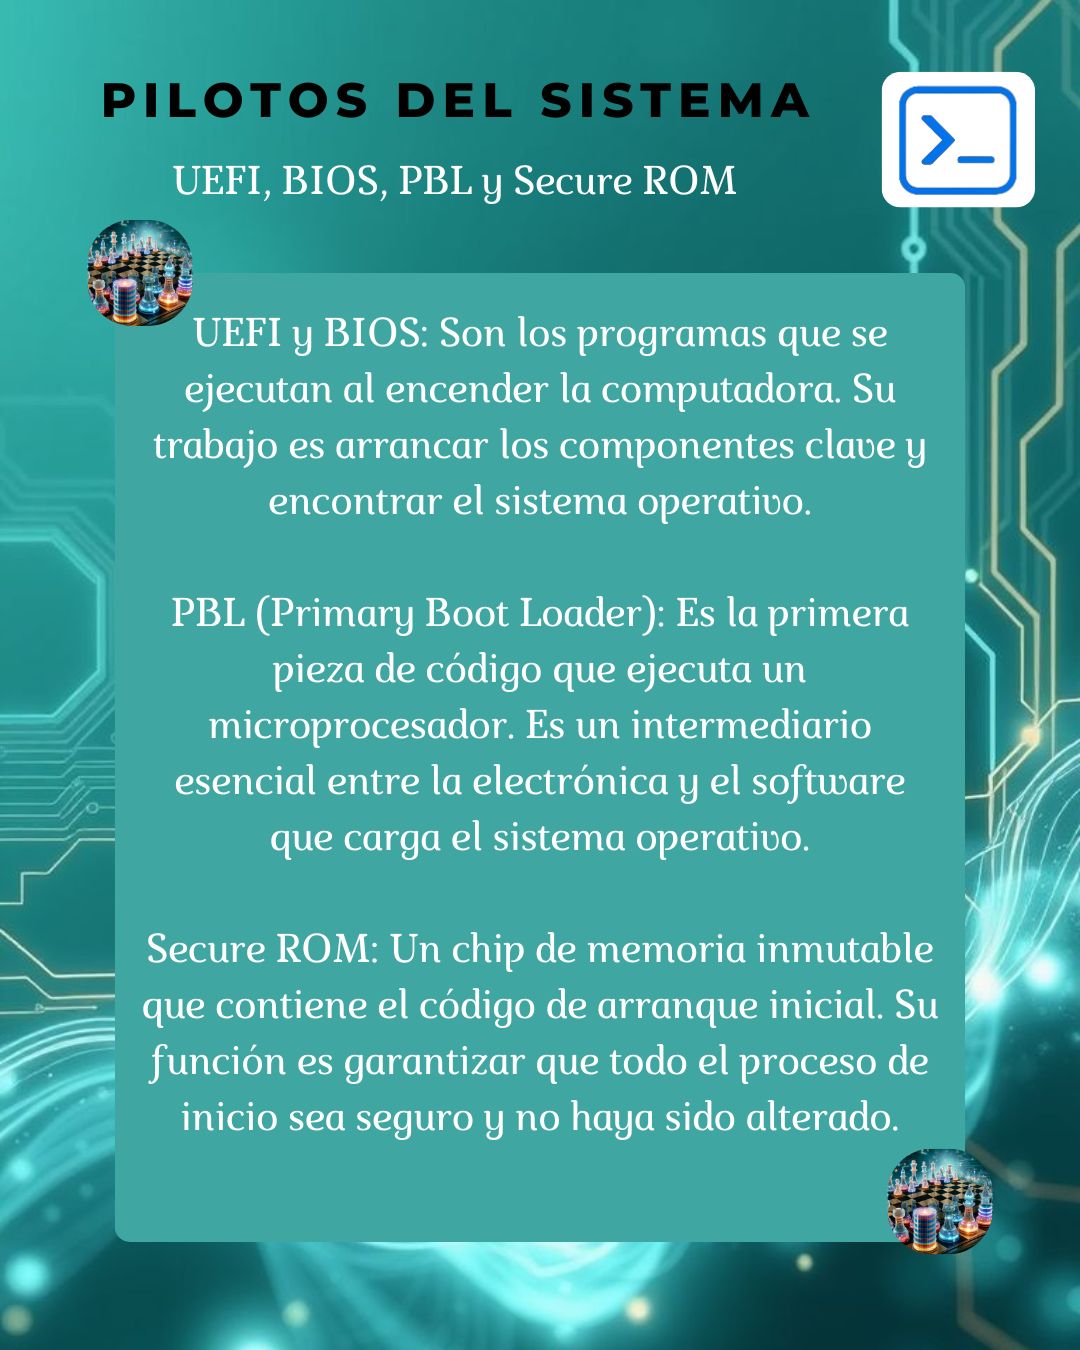 PILOTOS DEL SISTEMA
UEFI, BIOS, PBL y Secure ROM
UEFI y BIOS: Son los programas que se
ejecutan al encender la computadora. Su
trabajo es arrancar los componentes clave y
encontrar el sistema operativo.
PBL (Primary Boot Loader): Es la primera
pieza de código que ejecuta un
microprocesador. Es un intermediario
esencial entre la electrónica y el software
que carga el sistema operativo.
Secure ROM: Un chip de memoria inmutable
que contiene el código de arranque inicial. Su
función es garantizar que todo el proceso de
inicio sea seguro y no haya sido alterado.